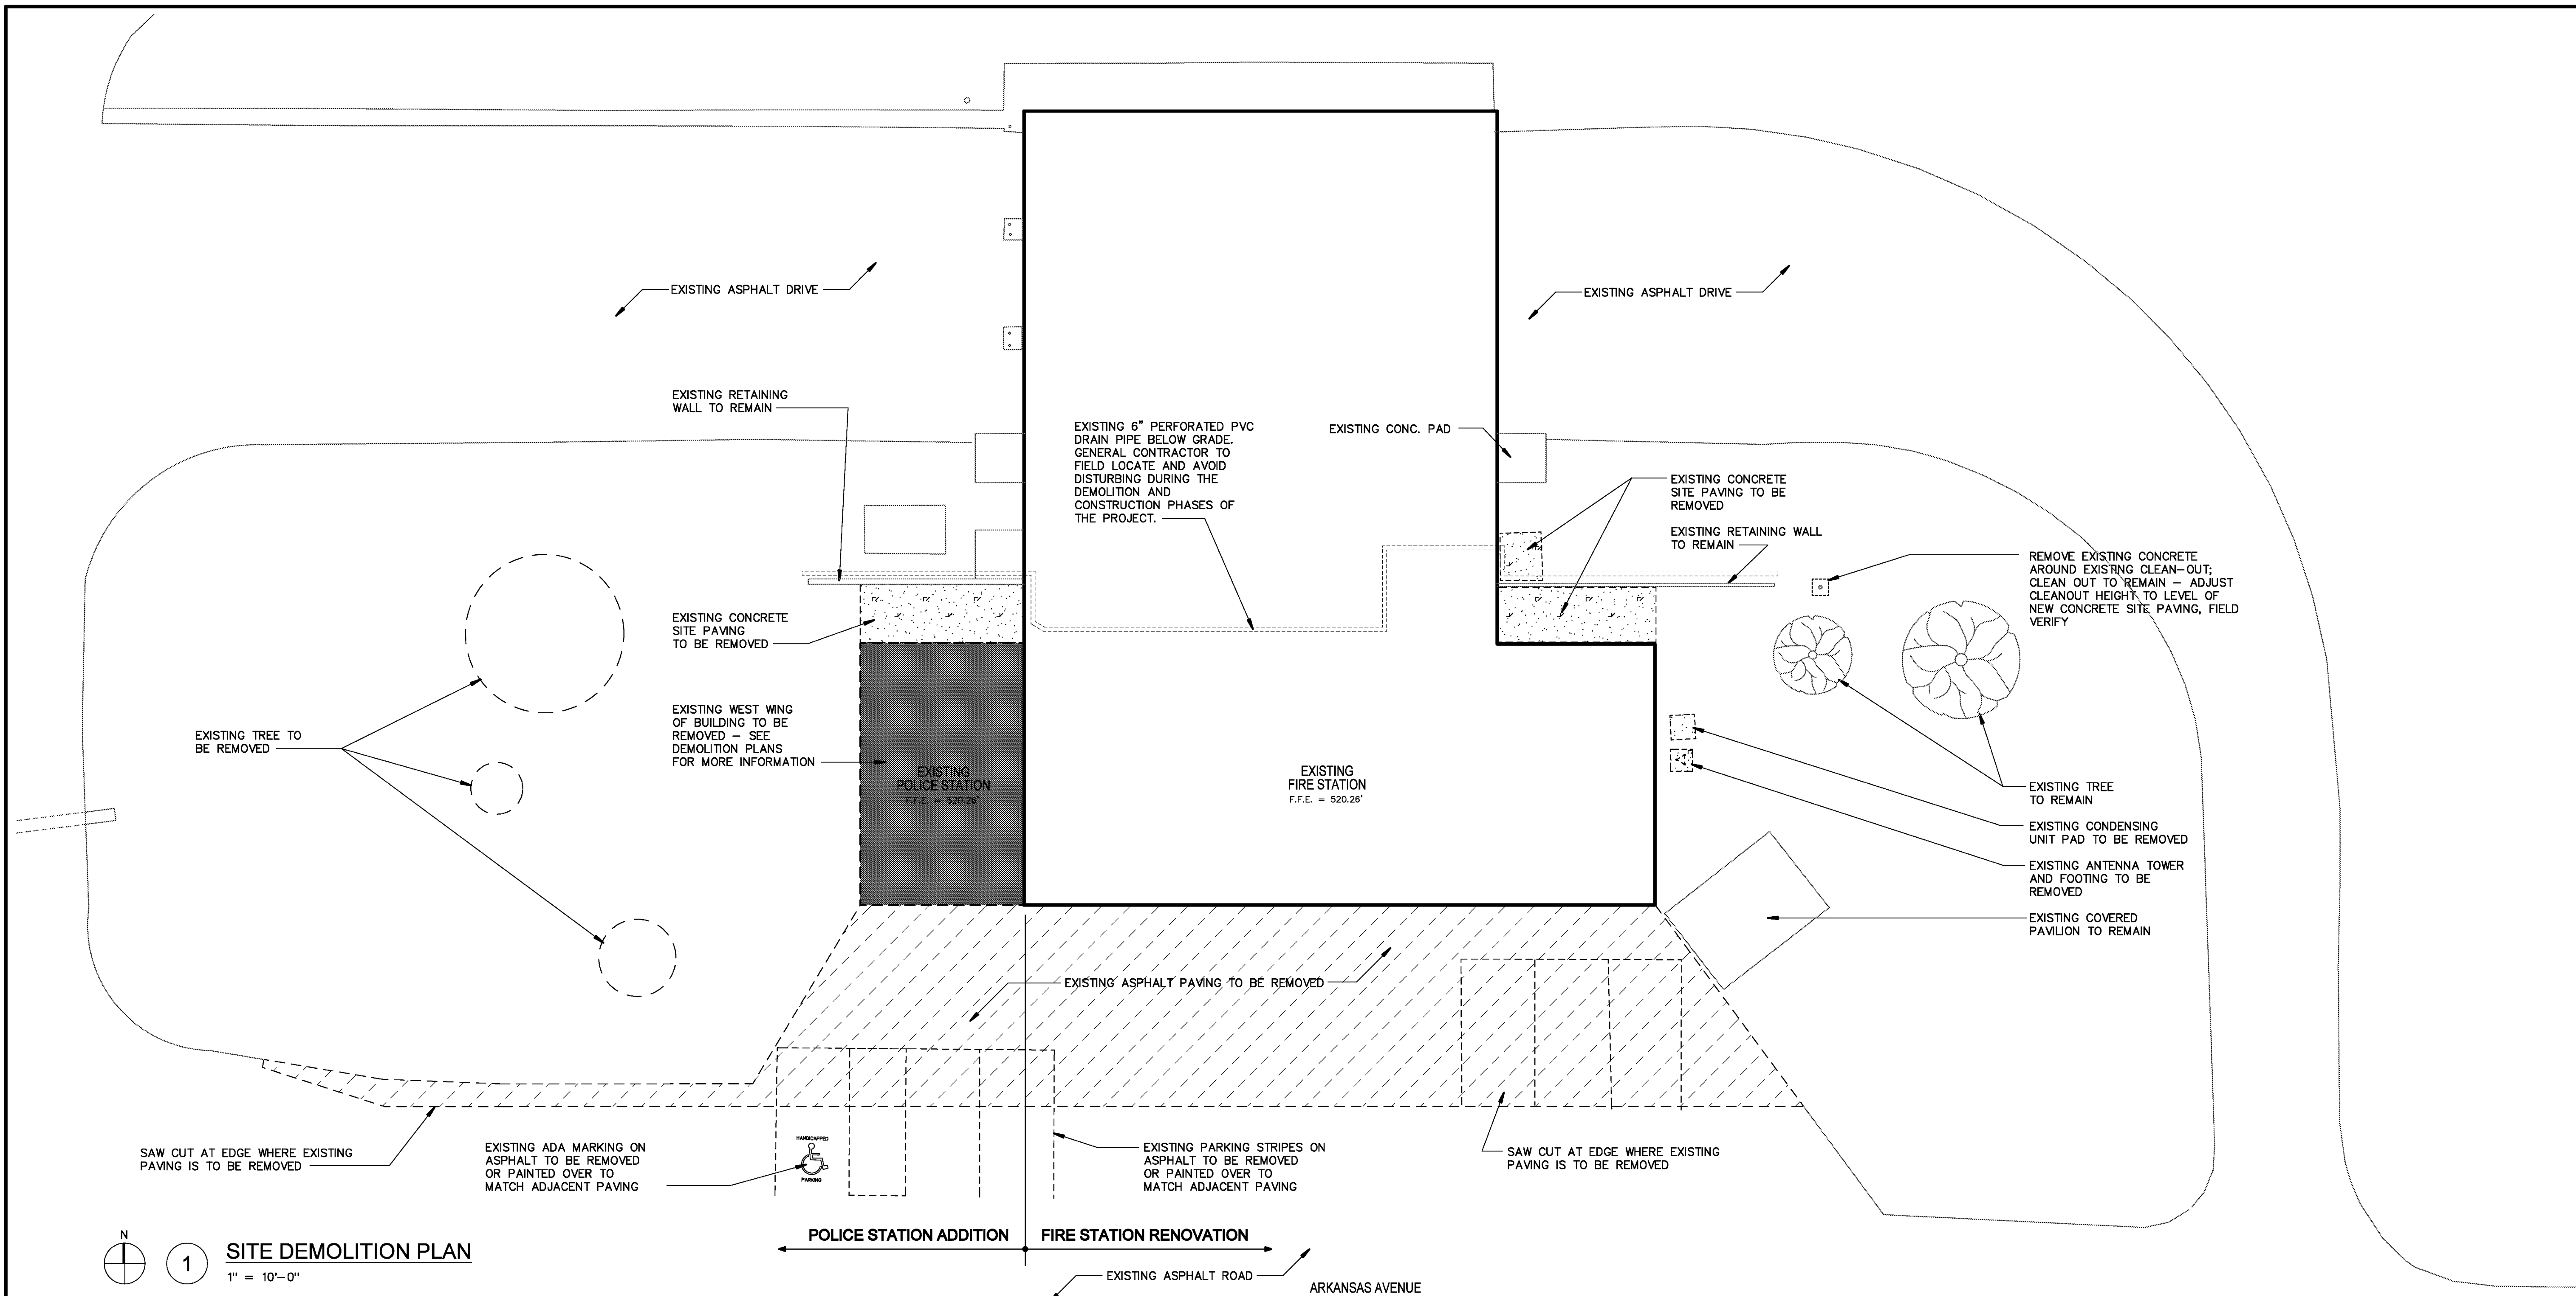 EXISTING ASPHALT DRIVE
EXISTING ASPHALT DRIVE
EXISTING RETAINING
WALL TO REMAIN
EXISTING 6" PERFORATED PVC
DRAIN PIPE BELOW GRADE.
GENERAL CONTRACTOR TO
FIELD LOCATE AND AVOID
DISTURBING DURING THE
DEMOLITION AND
CONSTRUCTION PHASES OF
THE PROJECT.
EXISTING CONC. PAD
EXISTING CONCRETE
SITE PAVING TO BE
REMOVED
EXISTING RETAINING WALL
TO REMAIN
REMOVE EXISTING CONCRETE
AROUND EXISTING CLEAN-OUT;
CLEAN OUT TO REMAIN - ADJUST
CLEANOUT HEIGHT TO LEVEL OF
NEW CONCRETE SITE PAVING, FIELD
VERIFY
EXISTING CONCRETE
SITE PAVING
TO BE REMOVED
EXISTING WEST WING
OF BUILDING TO BE
REMOVED - SEE
DEMOLITION PLANS
FOR MORE INFORMATION
EXISTING TREE TO
BE REMOVED
EXISTING
POLICE STATION
F.F.E. = 520.26'
EXISTING
FIRE STATION
F.F.E. = 520.26'
EXISTING TREE
TO REMAIN
EXISTING CONDENSING
UNIT PAD TO BE REMOVED
EXISTING ANTENNA TOWER
AND FOOTING TO BE
REMOVED
EXISTING COVERED
PAVILION TO REMAIN
EXISTING ASPHALT PAVING TO BE REMOVED
SAW CUT AT EDGE WHERE EXISTING
PAVING IS TO BE REMOVED
EXISTING ADA MARKING ON
ASPHALT TO BE REMOVED
OR PAINTED OVER TO
MATCH ADJACENT PAVING
HANDICAPPED
PARKING
EXISTING PARKING STRIPES ON
ASPHALT TO BE REMOVED
OR PAINTED OVER TO
MATCH ADJACENT PAVING
SAW CUT AT EDGE WHERE EXISTING
PAVING IS TO BE REMOVED
POLICE STATION ADDITION
FIRE STATION RENOVATION
N
1
SITE DEMOLITION PLAN
1" = 10'-0"
EXISTING ASPHALT ROAD
ARKANSAS AVENUE